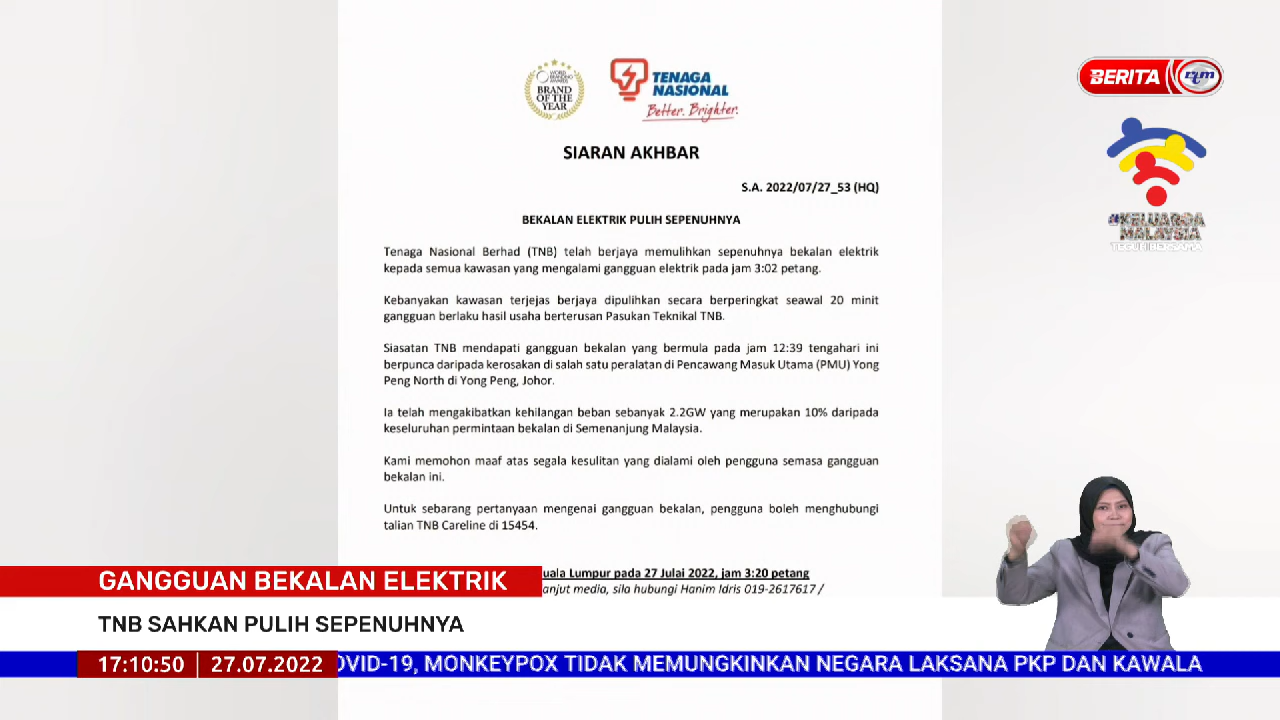 WORLD BRANDING AWARDS
BRAND OF THE YEAR
TENAGA
NASIONAL
Better. Brighter.
BERITA rtm
SIARAN AKHBAR
S.A. 2022/07/27_53 (HQ)
#KELUARGA
MALAYSIA
TEGUH BERSAMA
BEKALAN ELEKTRIK PULIH SEPENUHNYA
Tenaga Nasional Berhad (TNB) telah berjaya memulihkan sepenuhnya bekalan elektrik
kepada semua kawasan yang mengalami gangguan elektrik pada jam 3:02 petang.
Kebanyakan kawasan terjejas berjaya dipulihkan secara berperingkat seawal 20 minit
gangguan berlaku hasil usaha berterusan Pasukan Teknikal TNB.
Siasatan TNB mendapati gangguan bekalan yang bermula pada jam 12:39 tengahari ini
berpunca daripada kerosakan di salah satu peralatan di Pencawang Masuk Utama (PMU) Yong
Peng North di Yong Peng, Johor.
Ia telah mengakibatkan kehilangan beban sebanyak 2.2GW yang merupakan 10% daripada
keseluruhan permintaan bekalan di Semenanjung Malaysia.
Kami memohon maaf atas segala kesulitan yang dialami oleh pengguna semasa gangguan
bekalan ini.
Untuk sebarang pertanyaan mengenai gangguan bekalan, pengguna boleh menghubungi
talian TNB Careline di 15454.
uala Lumpur pada 27 Julai 2022, jam 3:20 petang
anjut media, sila hubungi Hanim Idris 019-2617617 /
GANGGUAN BEKALAN ELEKTRIK
TNB SAHKAN PULIH SEPENUHNYA
17:10:50 27.07.2022 OVID-19, MONKEYPOX TIDAK MEMUNGKINKAN NEGARA LAKSANA PKP DAN KAWALA